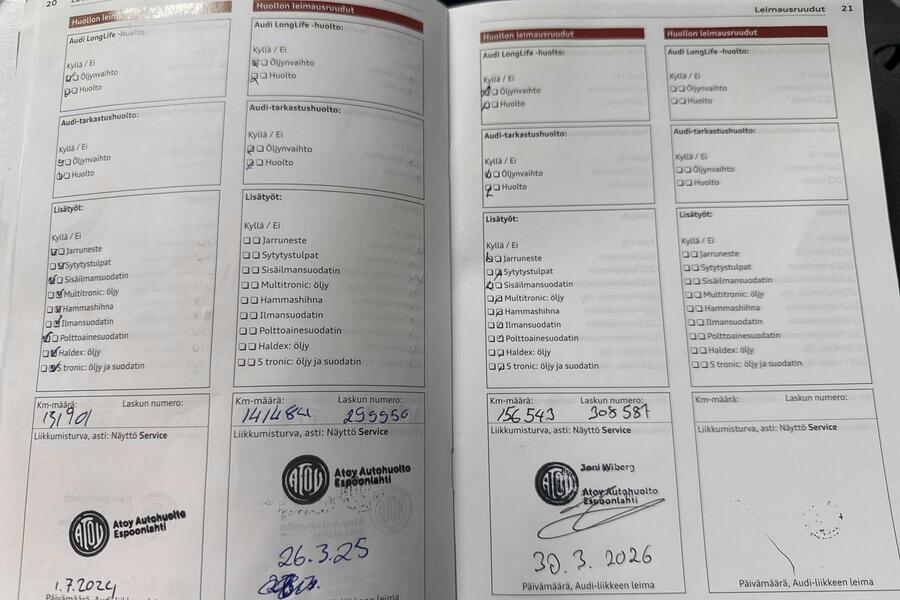 20
Huollon leimausruudut
Audi LongLife -huolto:
Kyllä / Ei
Öljynvaihto
Huolto
Audi-tarkastushuolto:
Kyllä / Ei
Öljynvaihto
Huolto
Lisätyöt:
Kyllä / Ei
Jarruneste
Sytytystulpat
Sisäilmansuodatin
Multitronic: öljy
Hammashihna
Ilmansuodatin
Polttoainesuodatin
Haldex: öljy
S tronic: öljy ja suodatin
Km-määrä: Laskun numero:
131901
Liikkumisturva, asti: Näyttö Service
ATOY Atoy Autohuolto
Espoonlahti
1.7.2024
Päivämäärä, Audi-liikkeen leima
Huollon leimausruudut
Audi LongLife -huolto:
Kyllä / Ei
Öljynvaihto
Huolto
Audi-tarkastushuolto:
Kyllä / Ei
Öljynvaihto
Huolto
Lisätyöt:
Kyllä / Ei
Jarruneste
Sytytystulpat
Sisäilmansuodatin
Multitronic: öljy
Hammashihna
Ilmansuodatin
Polttoainesuodatin
Haldex: öljy
S tronic: öljy ja suodatin
Km-määrä: Laskun numero:
299950
Liikkumisturva, asti: Näyttö Service
ATOY Atoy Autohuolto
Espoonlahti
26.3.25
Leimausruudut 21
Huollon leimausruudut
Audi LongLife -huolto:
Kyllä / Ei
Öljynvaihto
Huolto
Audi-tarkastushuolto:
Kyllä / Ei
Öljynvaihto
Huolto
Lisätyöt:
Kyllä / Ei
Jarruneste
Sytytystulpat
Sisäilmansuodatin
Multitronic: öljy
Hammashihna
Ilmansuodatin
Polttoainesuodatin
Haldex: öljy
S tronic: öljy ja suodatin
Km-määrä: Laskun numero:
156543 308587
Liikkumisturva, asti: Näyttö Service
Joni Wiberg
ATOY Atoy Autohuolto
Espoonlahti
30.3.2026
Päivämäärä, Audi-liikkeen leima
Huollon leimausruudut
Audi LongLife -huolto:
Kyllä / Ei
Öljynvaihto
Huolto
Audi-tarkastushuolto:
Kyllä / Ei
Öljynvaihto
Huolto
Lisätyöt:
Kyllä / Ei
Jarruneste
Sytytystulpat
Sisäilmansuodatin
Multitronic: öljy
Hammashihna
Ilmansuodatin
Polttoainesuodatin
Haldex: öljy
S tronic: öljy ja suodatin
Km-määrä: Laskun numero:
Liikkumisturva, asti: Näyttö Service
Päivämäärä, Audi-liikkeen leima